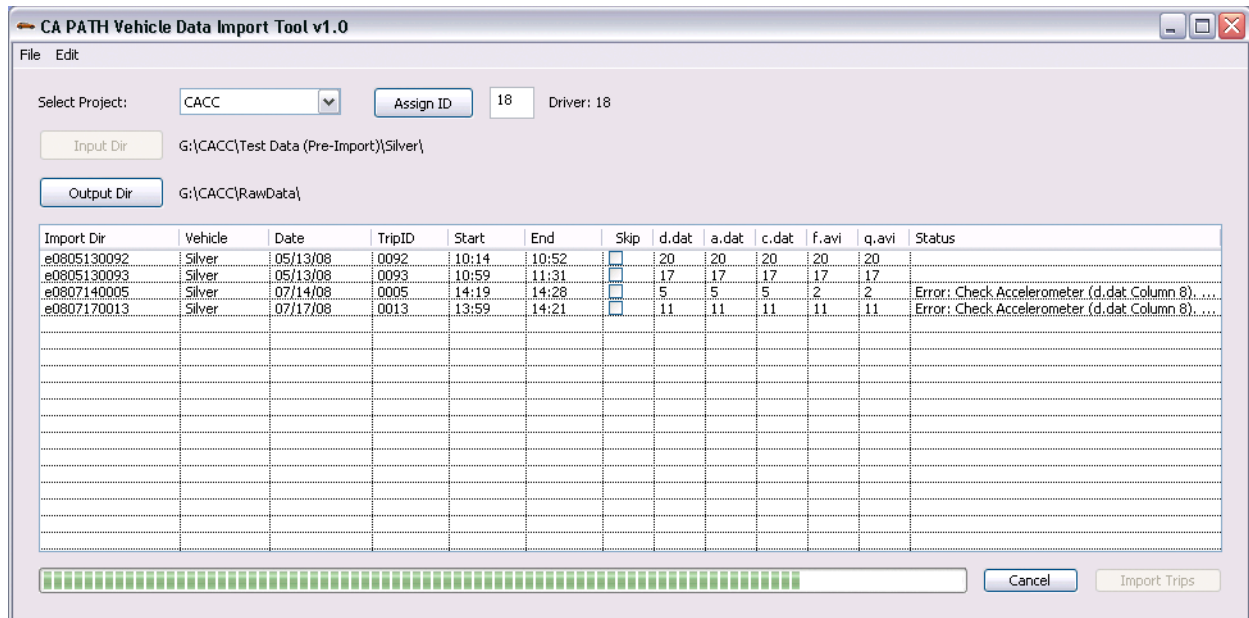 CA PATH Vehicle Data Import Tool v1.0
File Edit
Select Project: CACC Assign ID 18 Driver: 18
Input Dir G:\CACC\Test Data (Pre-Import)\Silver\
Output Dir G:\CACC\RawData\
Import Dir Vehicle Date TripID Start End Skip d.dat a.dat c.dat f.avi q.avi Status
e0805130092 Silver 05/13/08 0092 10:14 10:52 20 20 20 20 20
e0805130093 Silver 05/13/08 0093 10:59 11:31 17 17 17 17 17
e0807140005 Silver 07/14/08 0005 14:19 14:28 5 5 5 2 2 Error: Check Accelerometer (d.dat Column 8). ...
e0807170013 Silver 07/17/08 0013 13:59 14:21 11 11 11 11 11 Error: Check Accelerometer (d.dat Column 8). ...
Cancel Import Trips